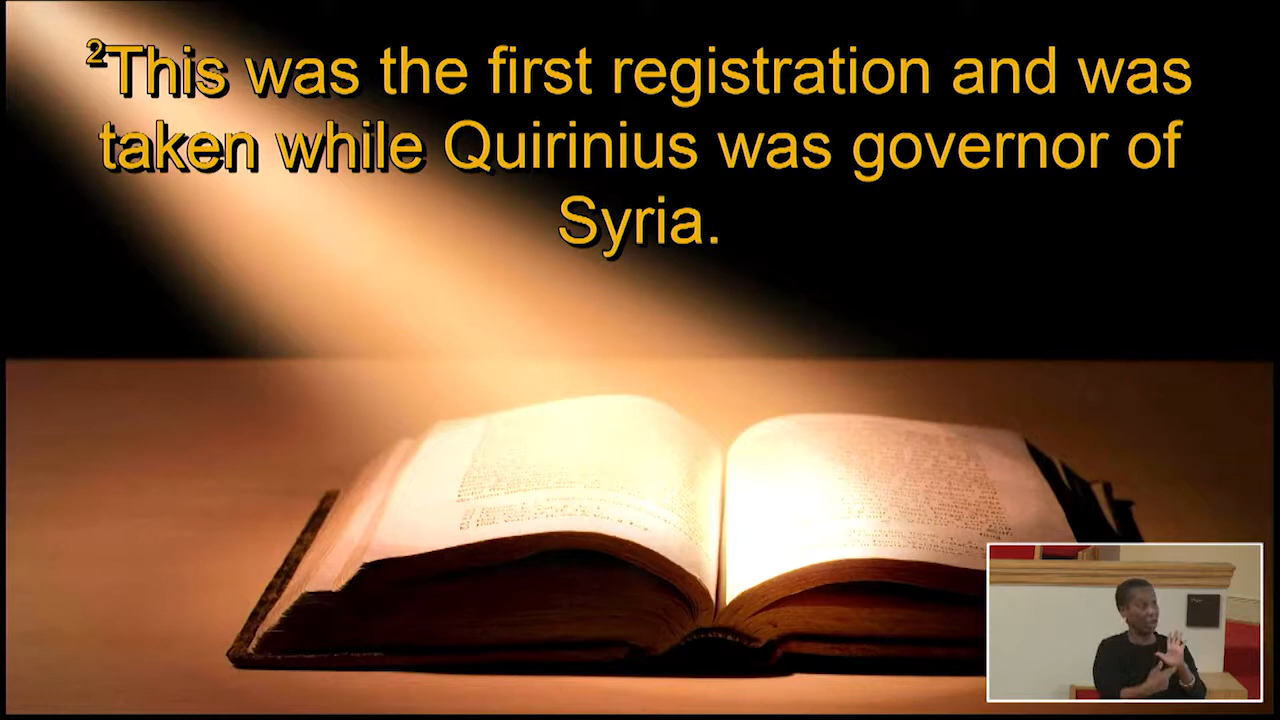 ²This was the first registration and was
taken while Quirinius was governor of
Syria.